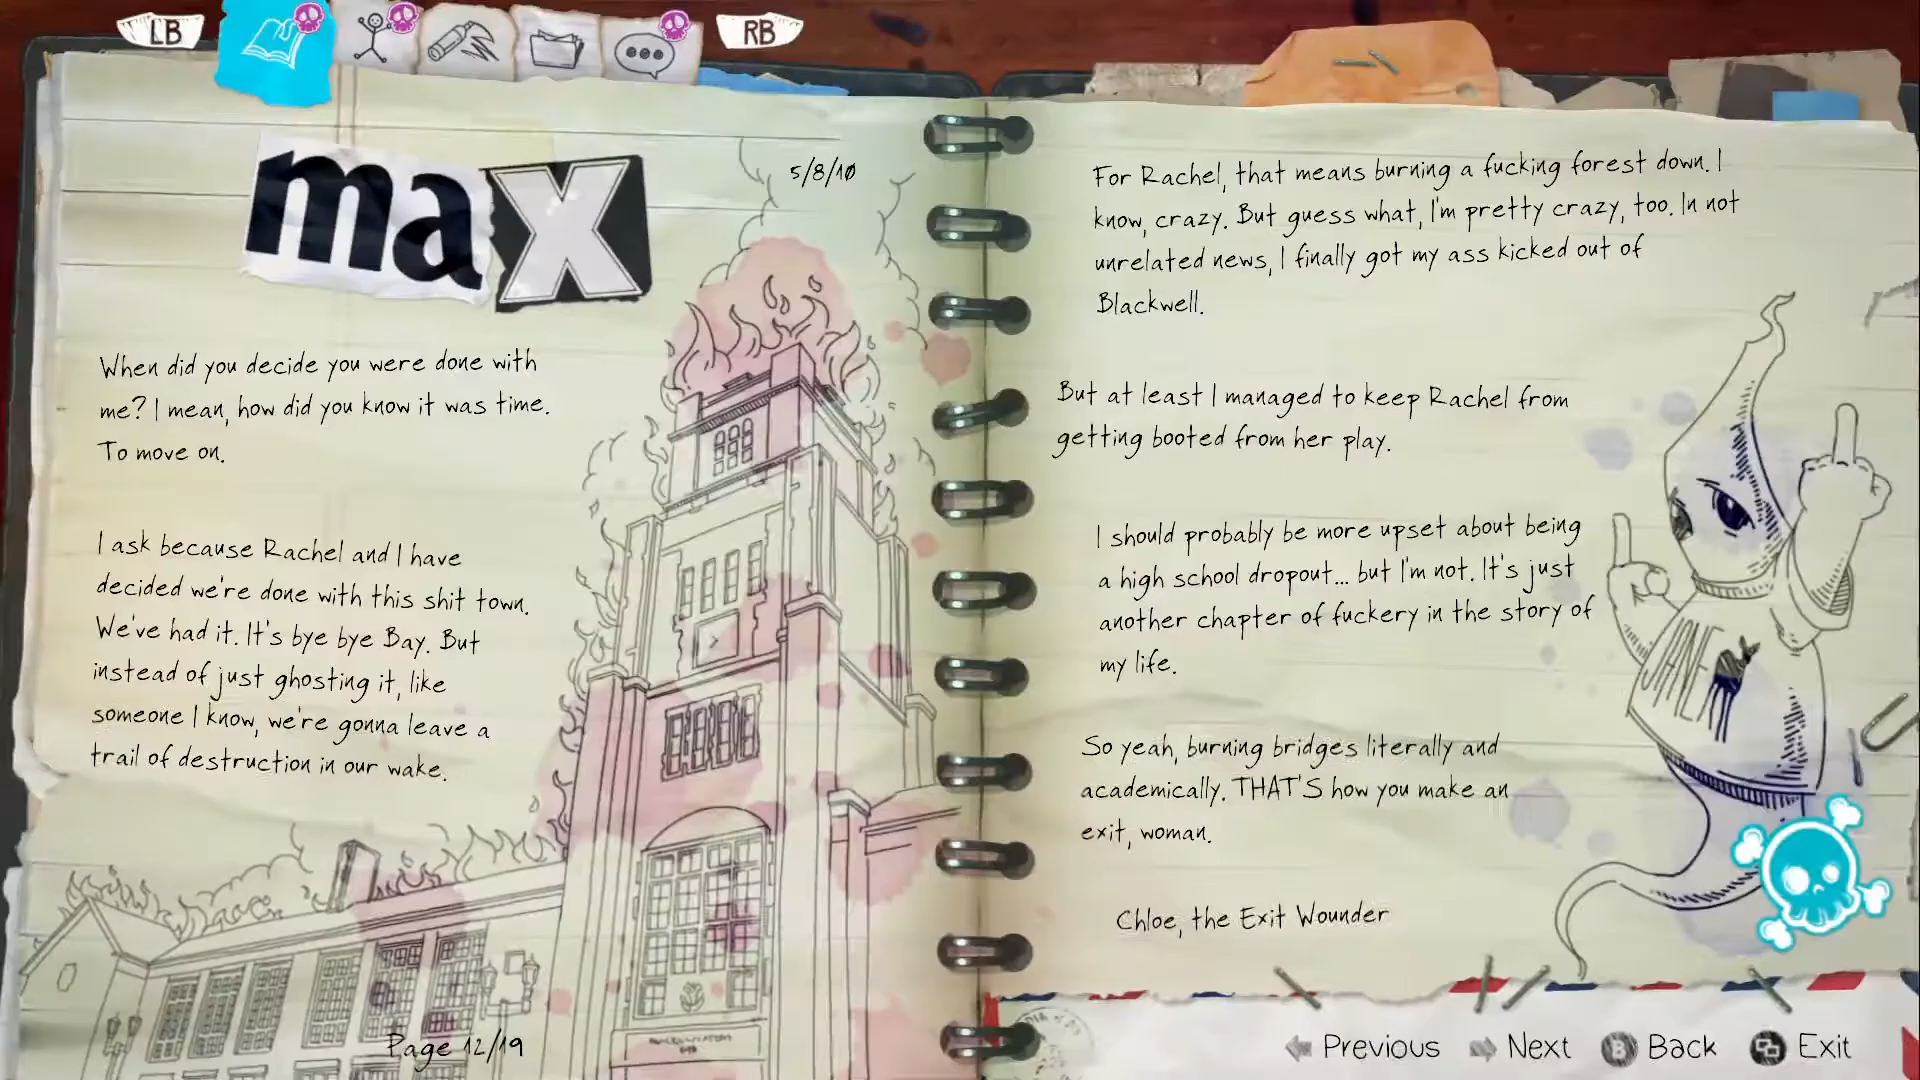 LB
RB
max
5/8/10
When did you decide you were done with
me? I mean, how did you know it was time.
To move on.
I ask because Rachel and I have
decided we're done with this shit town.
We've had it. It's bye bye Bay. But
instead of just ghosting it, like
someone I know, we're gonna leave a
trail of destruction in our wake.
Page 12/19
For Rachel, that means burning a fucking forest down. I
know, crazy. But guess what, I'm pretty crazy, too. In not
unrelated news, I finally got my ass kicked out of
Blackwell.
But at least I managed to keep Rachel from
getting booted from her play.
I should probably be more upset about being
a high school dropout... but I'm not. It's just
another chapter of fuckery in the story of
my life.
So yeah, burning bridges literally and
academically. THAT'S how you make an
exit, woman.
Chloe, the Exit Wounder
JANE
Previous
Next
B Back
Exit